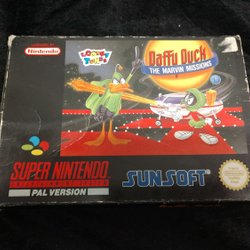 Nintendo
LOONEY
TUNES
Daffy Duck
THE MARVIN MISSIONS
SUPER NINTENDO
PAL VERSION
SUNSOFT